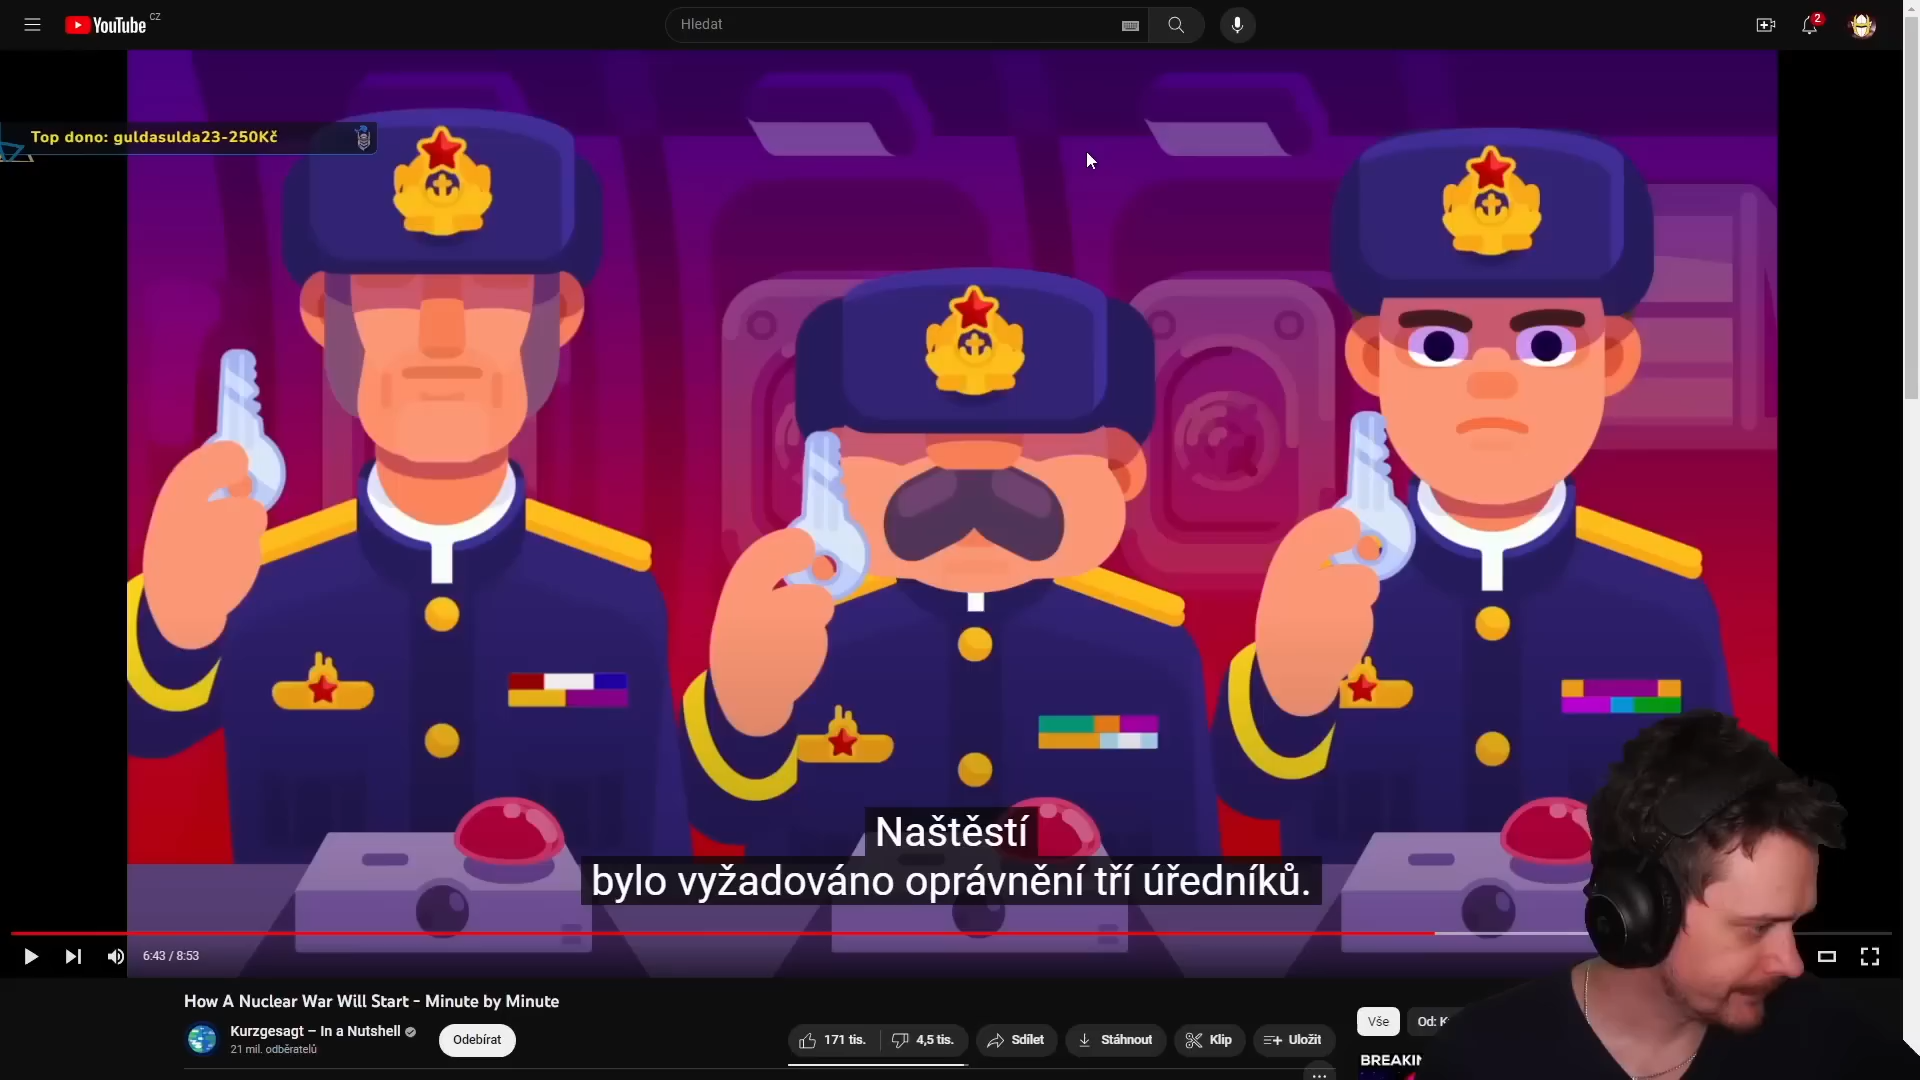 YouTube CZ
Hledat
2
Top dono: guldasulda23-250Kč
Naštěstí
bylo vyžadováno oprávnění tří úředníků.
6:43 / 8:53
How A Nuclear War Will Start - Minute by Minute
Kurzgesagt – In a Nutshell
21 mil. odběratelů
Odebírat
171 tis.
4,5 tis.
Sdílet
Stáhnout
Klip
Uložit
Vše
Od: